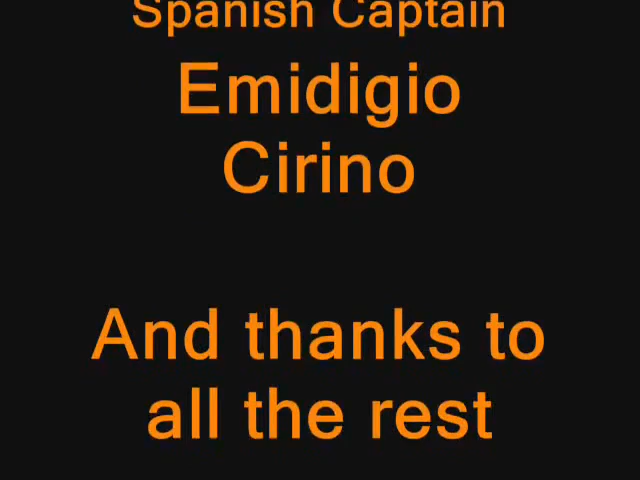 Spanish Captain
Emidigio
Cirino
And thanks to
all the rest